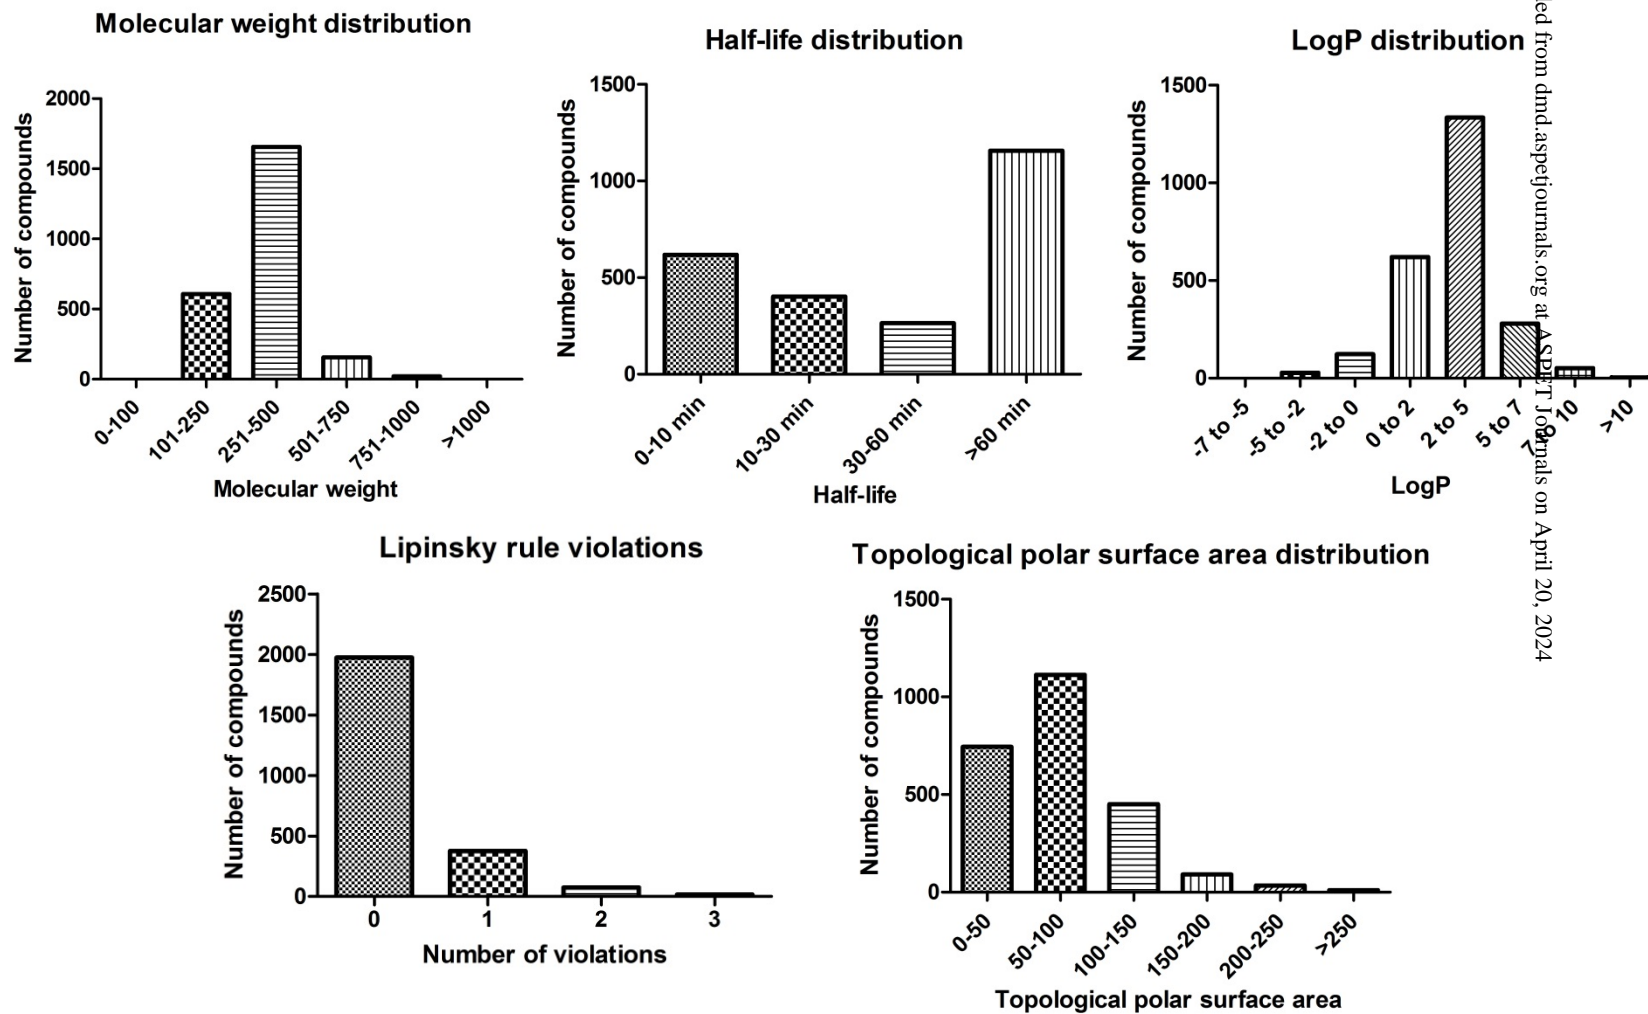 Molecular weight distribution
Number of compounds
2000
1500
1000
500
0
0-100
101-250
251-500
501-750
751-1000
>1000
Molecular weight
Half-life distribution
Number of compounds
1500
1000
500
0
0-10 min
10-30 min
30-60 min
>60 min
Half-life
LogP distribution
Number of compounds
1500
1000
500
0
-7 to -5
-5 to -2
-2 to 0
0 to 2
2 to 5
5 to 7
10
>10
LogP
ed from dmd.aspetjournals.org at ASPET Journals on April 20, 2024
Lipinsky rule violations
Number of compounds
2500
2000
1500
1000
500
0
0
1
2
3
Number of violations
Topological polar surface area distribution
Number of compounds
1500
1000
500
0
0-50
50-100
100-150
150-200
200-250
>250
Topological polar surface area